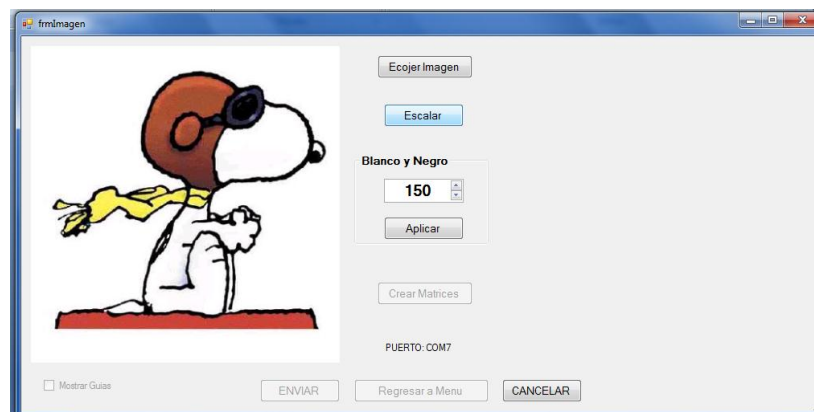 frmImagen
Ecojer Imagen
Escalar
Blanco y Negro
150
Aplicar
Crear Matrices
PUERTO: COM7
Mostrar Guias
ENVIAR
Regresar a Menu
CANCELAR